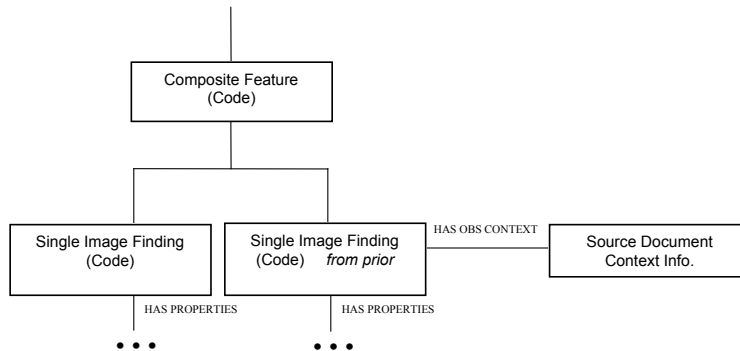 Composite Feature
(Code)
Single Image Finding
(Code)
Single Image Finding
(Code) from prior
HAS OBS CONTEXT
Source Document
Context Info.
HAS PROPERTIES
HAS PROPERTIES